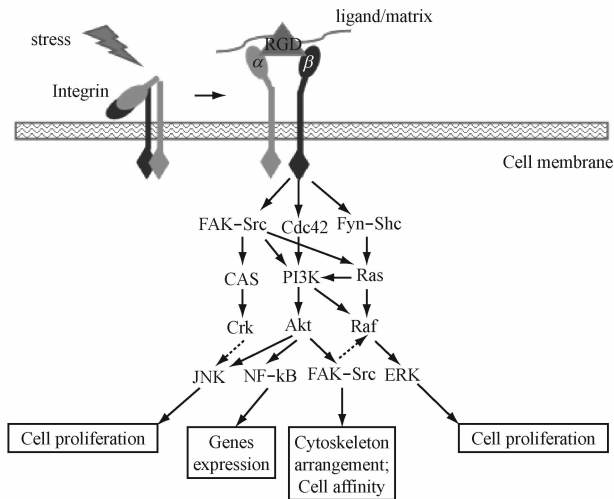 ligand/matrix
stress
RGD
α
β
Integrin
Cell membrane
FAK-Src
Cdc42
Fyn-Shc
CAS
PI3K
Ras
Crk
Akt
Raf
JNK
NF-kB
FAK-Src
ERK
Cell proliferation
Genes
expression
Cytoskeleton
arrangement;
Cell affinity
Cell proliferation